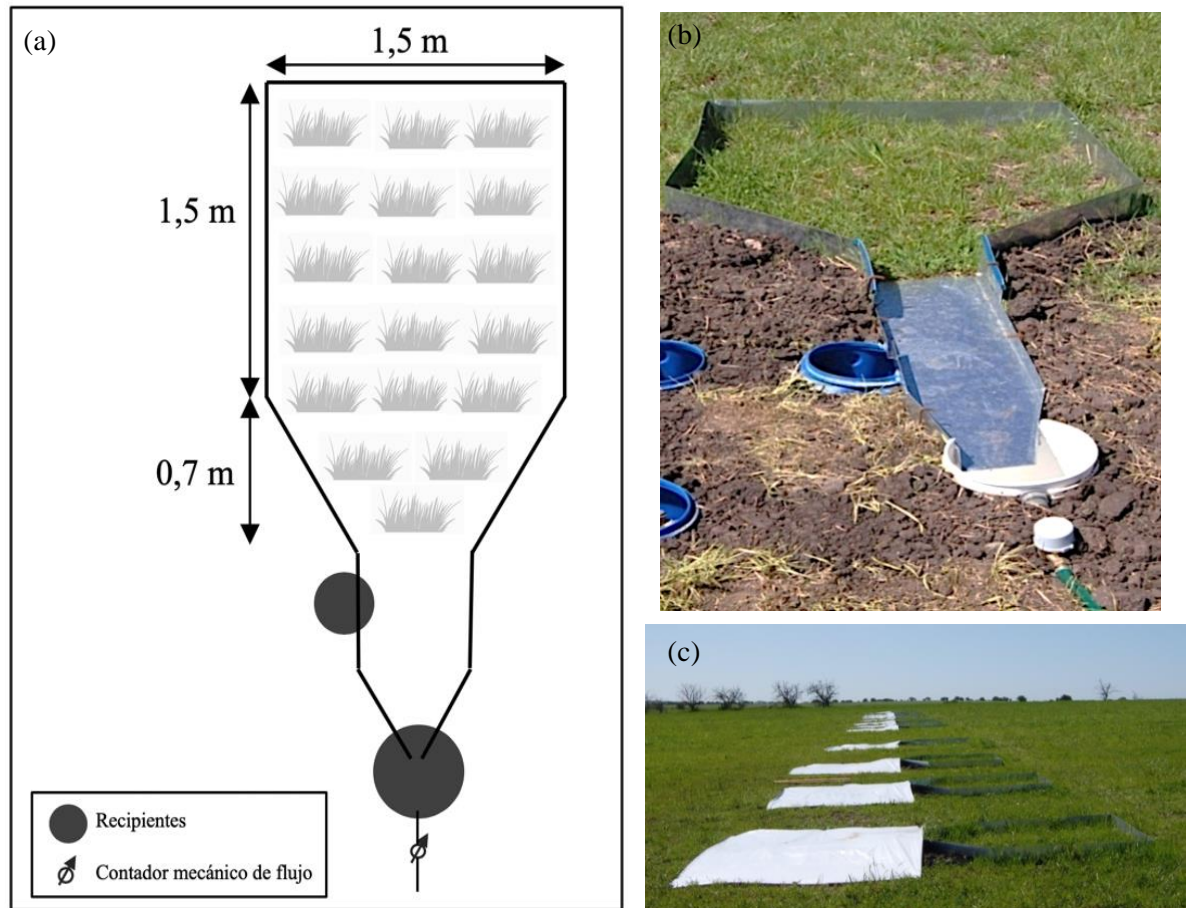 (a)
1,5 m
1,5 m
0,7 m
Recipientes
Contador mecánico de flujo
(b)
(c)